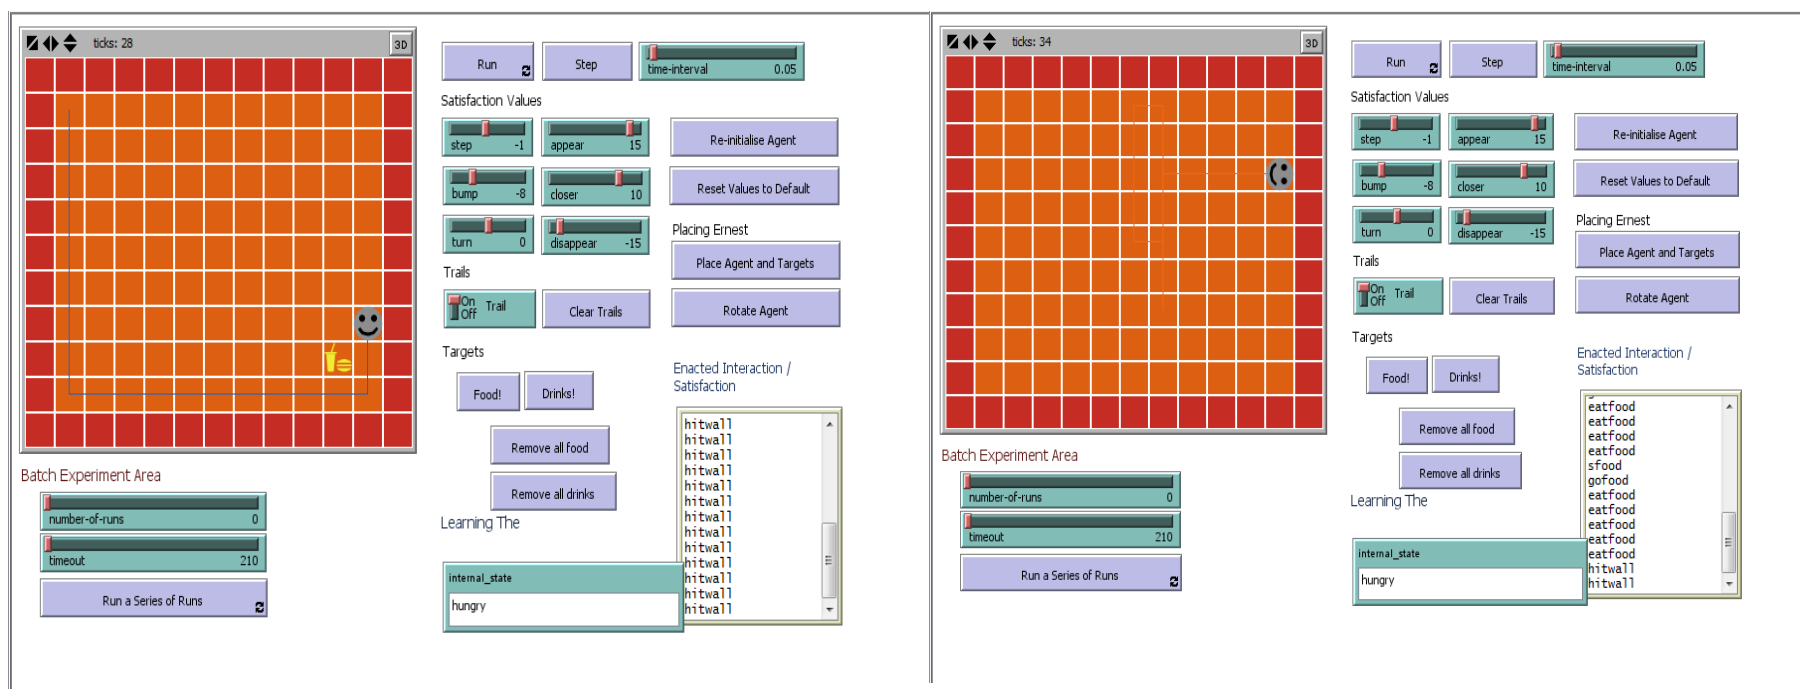 ticks: 28
3D
Run
Step
time-interval 0.05
Satisfaction Values
step -1
appear 15
Re-initialise Agent
bump -8
closer 10
Reset Values to Default
turn 0
disappear -15
Placing Ernest
Place Agent and Targets
Trails
On
Off
Trail
Clear Trails
Rotate Agent
Targets
Food!
Drinks!
Enacted Interaction /
Satisfaction
Remove all food
Remove all drinks
hitwall
hitwall
hitwall
hitwall
hitwall
hitwall
hitwall
hitwall
hitwall
hitwall
hitwall
hitwall
hitwall
Batch Experiment Area
number-of-runs 0
timeout 210
Run a Series of Runs
Learning The
internal_state
hungry
ticks: 34
3D
Run
Step
time-interval 0.05
Satisfaction Values
step -1
appear 15
Re-initialise Agent
bump -8
closer 10
Reset Values to Default
turn 0
disappear -15
Placing Ernest
Place Agent and Targets
Trails
On
Off
Trail
Clear Trails
Rotate Agent
Targets
Food!
Drinks!
Enacted Interaction /
Satisfaction
Remove all food
Remove all drinks
eatfood
eatfood
eatfood
eatfood
sfood
gofood
eatfood
eatfood
eatfood
eatfood
eatfood
hitwall
hitwall
Batch Experiment Area
number-of-runs 0
timeout 210
Run a Series of Runs
Learning The
internal_state
hungry